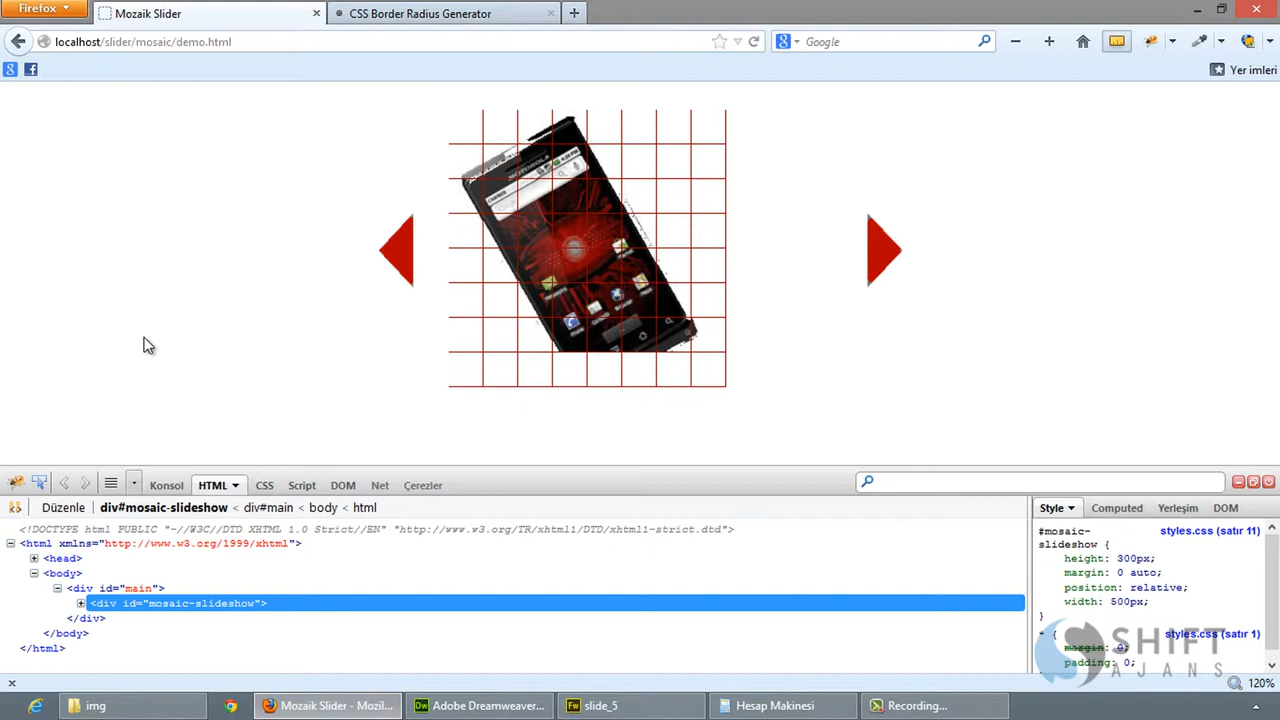 Firefox
Mozaik Slider
CSS Border Radius Generator
localhost/slider/mosaic/demo.html
Google
Yer imleri
MOTOROLA
Düzenle
div#mosaic-slideshow < div#main < body < html
Konsol HTML CSS Script DOM Net Çerezler
<!DOCTYPE html PUBLIC "-//W3C//DTD XHTML 1.0 Strict//EN" "http://www.w3.org/TR/xhtml1/DTD/xhtml1-strict.dtd">
<html xmlns="http://www.w3.org/1999/xhtml">
<head>
<body>
<div id="main">
<div id="mosaic-slideshow">
</div>
</body>
</html>
Style Computed Yerleşim DOM
#mosaic-slideshow { styles.css (satır 11)
height: 300px;
margin: 0 auto;
position: relative;
width: 500px;
}
* { styles.css (satır 1)
margin: 0;
padding: 0;
SHIFT
AJANS
120%
img
Mozaik Slider - Mozil...
Adobe Dreamweaver...
slide_5
Hesap Makinesi
Recording...